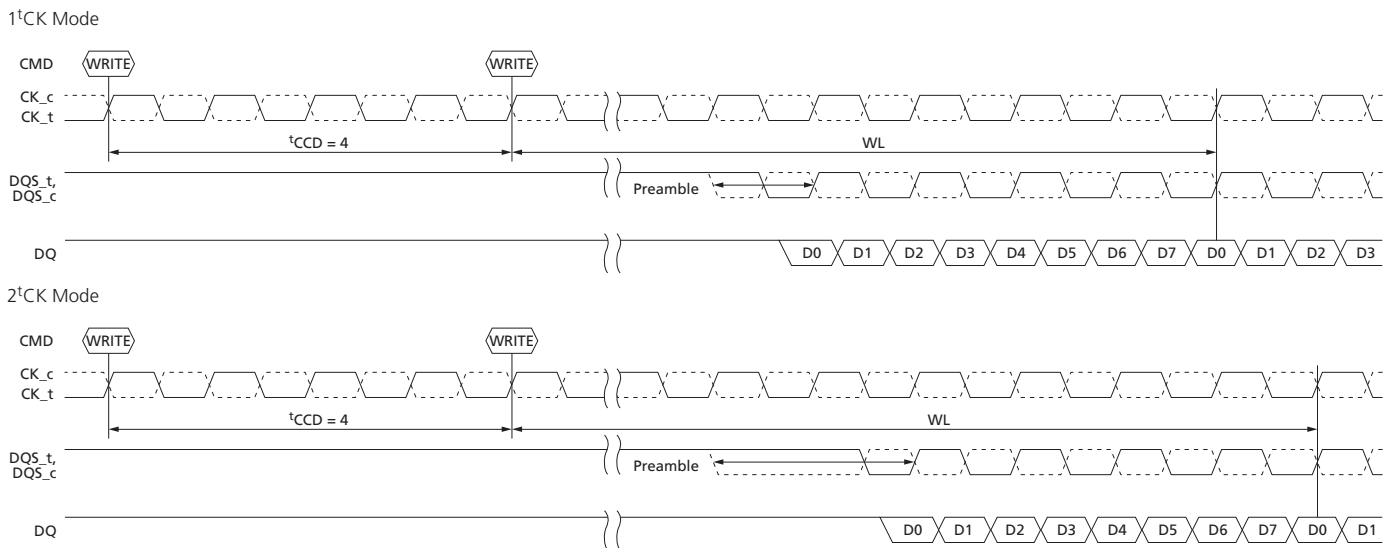 1ᵗCK Mode
CMD WRITE WRITE
CK_c
CK_t
ᵗCCD = 4 WL
DQS_t,
DQS_c
Preamble
DQ D0 D1 D2 D3 D4 D5 D6 D7 D0 D1 D2 D3
2ᵗCK Mode
CMD WRITE WRITE
CK_c
CK_t
ᵗCCD = 4 WL
DQS_t,
DQS_c
Preamble
DQ D0 D1 D2 D3 D4 D5 D6 D7 D0 D1